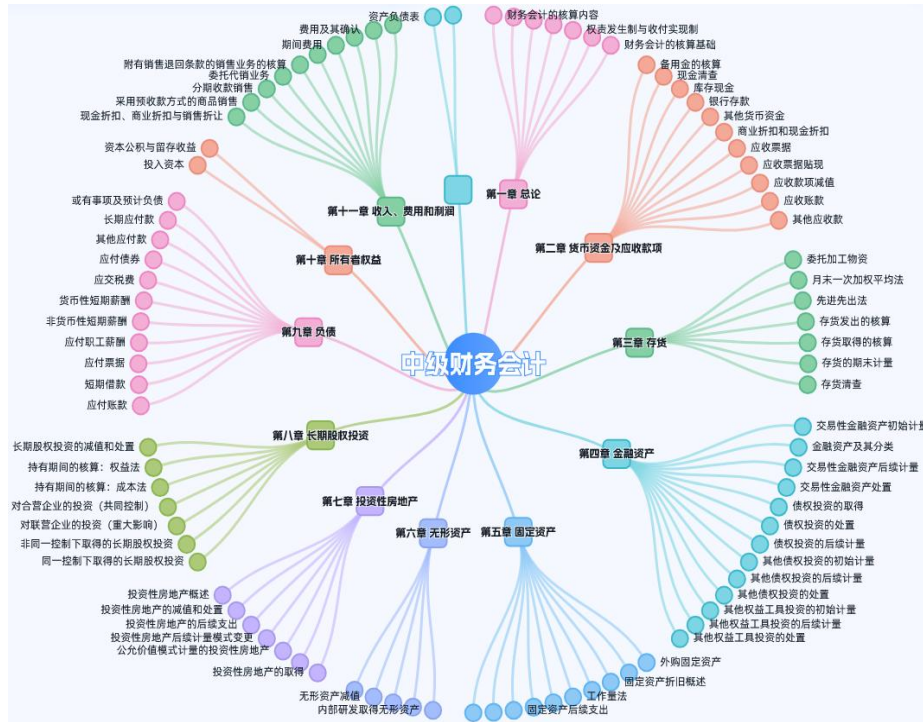 中级财务会计
第一章 总论
财务会计的核算内容
权责发生制与收付实现制
财务会计的核算基础
第二章 货币资金及应收款项
备用金的核算
现金清查
库存现金
银行存款
其他货币资金
商业折扣和现金折扣
应收票据
应收票据贴现
应收款项减值
应收账款
其他应收款
第三章 存货
委托加工物资
月末一次加权平均法
先进先出法
存货发出的核算
存货取得的核算
存货的期末计量
存货清查
第四章 金融资产
交易性金融资产初始计量
金融资产及其分类
交易性金融资产后续计量
交易性金融资产处置
债权投资的取得
债权投资的处置
债权投资的后续计量
其他债权投资的初始计量
其他债权投资的后续计量
其他债权投资的处置
其他权益工具投资的初始计量
其他权益工具投资的后续计量
其他权益工具投资的处置
第五章 固定资产
外购固定资产
固定资产折旧概述
工作量法
固定资产后续支出
第六章 无形资产
无形资产减值
内部研发取得无形资产
第七章 投资性房地产
投资性房地产概述
投资性房地产的减值和处置
投资性房地产的后续支出
投资性房地产后续计量模式变更
公允价值模式计量的投资性房地产
投资性房地产的取得
第八章 长期股权投资
长期股权投资的减值和处置
持有期间的核算：权益法
持有期间的核算：成本法
对合营企业的投资（共同控制）
对联营企业的投资（重大影响）
非同一控制下取得的长期股权投资
同一控制下取得的长期股权投资
第九章 负债
或有事项及预计负债
长期应付款
其他应付款
应付债券
应交税费
货币性短期薪酬
非货币性短期薪酬
应付职工薪酬
应付票据
短期借款
应付账款
第十章 所有者权益
资本公积与留存收益
投入资本
第十一章 收入、费用和利润
费用及其确认
期间费用
附有销售退回条款的销售业务的核算
委托代销业务
分期收款销售
采用预收款方式的商品销售
现金折扣、商业折扣与销售折让
资产负债表